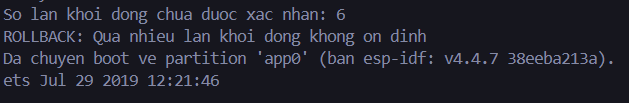 So lan khoi dong chua duoc xac nhan: 6
ROLLBACK: Qua nhieu lan khoi dong khong on dinh
Da chuyen boot ve partition 'app0' (ban esp-idf: v4.4.7 38eeba213a).
ets Jul 29 2019 12:21:46